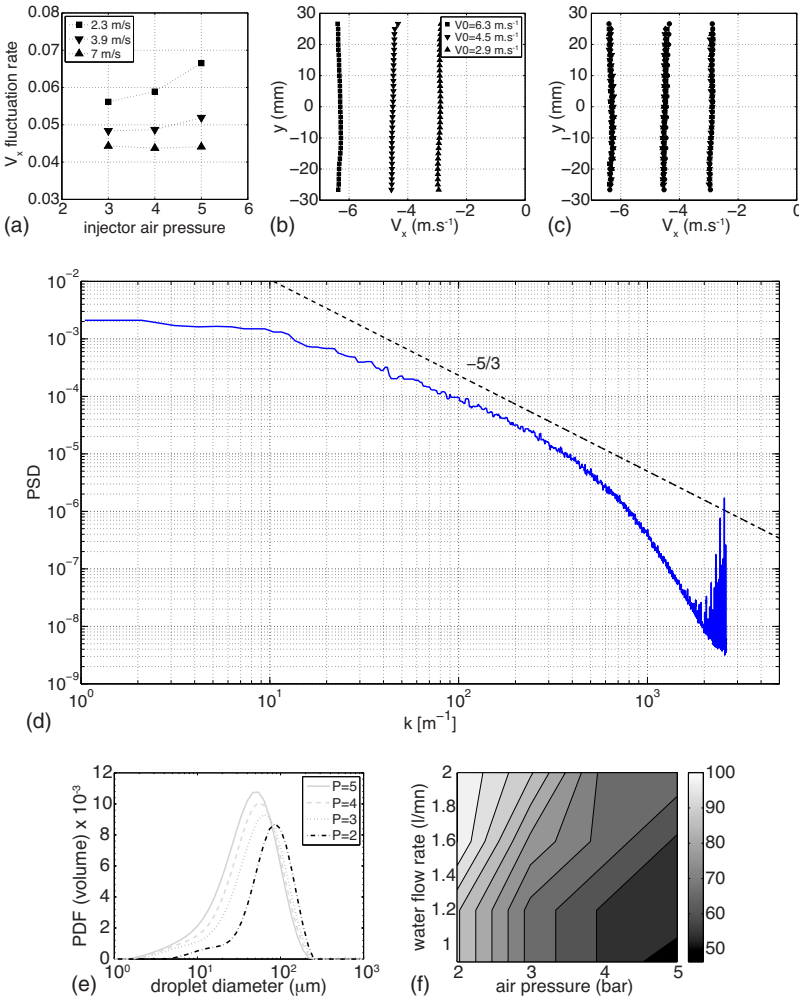 0.08
0.07
0.06
0.05
0.04
0.03
2 3 4 5 6
Vx fluctuation rate
injector air pressure
2.3 m/s
3.9 m/s
7 m/s
(a)
30
20
10
0
−10
−20
−30
y (mm)
−6 −4 −2 0
Vx (m.s-1)
V0=6.3 m.s-1
V0=4.5 m.s-1
V0=2.9 m.s-1
(b)
30
20
10
0
−10
−20
−30
y (mm)
−6 −4 −2 0
Vx (m.s-1)
(c)
10−2
10−3
10−4
10−5
10−6
10−7
10−8
10−9
PSD
−5/3
100 101 102 103
k [m−1]
(d)
12
10
8
6
4
2
0
PDF (volume) x 10-3
P=5
P=4
P=3
P=2
100 101 102 103
droplet diameter (μm)
(e)
2
1.8
1.6
1.4
1.2
1
water flow rate (l/mn)
2 3 4 5
air pressure (bar)
100
90
80
70
60
50
(f)